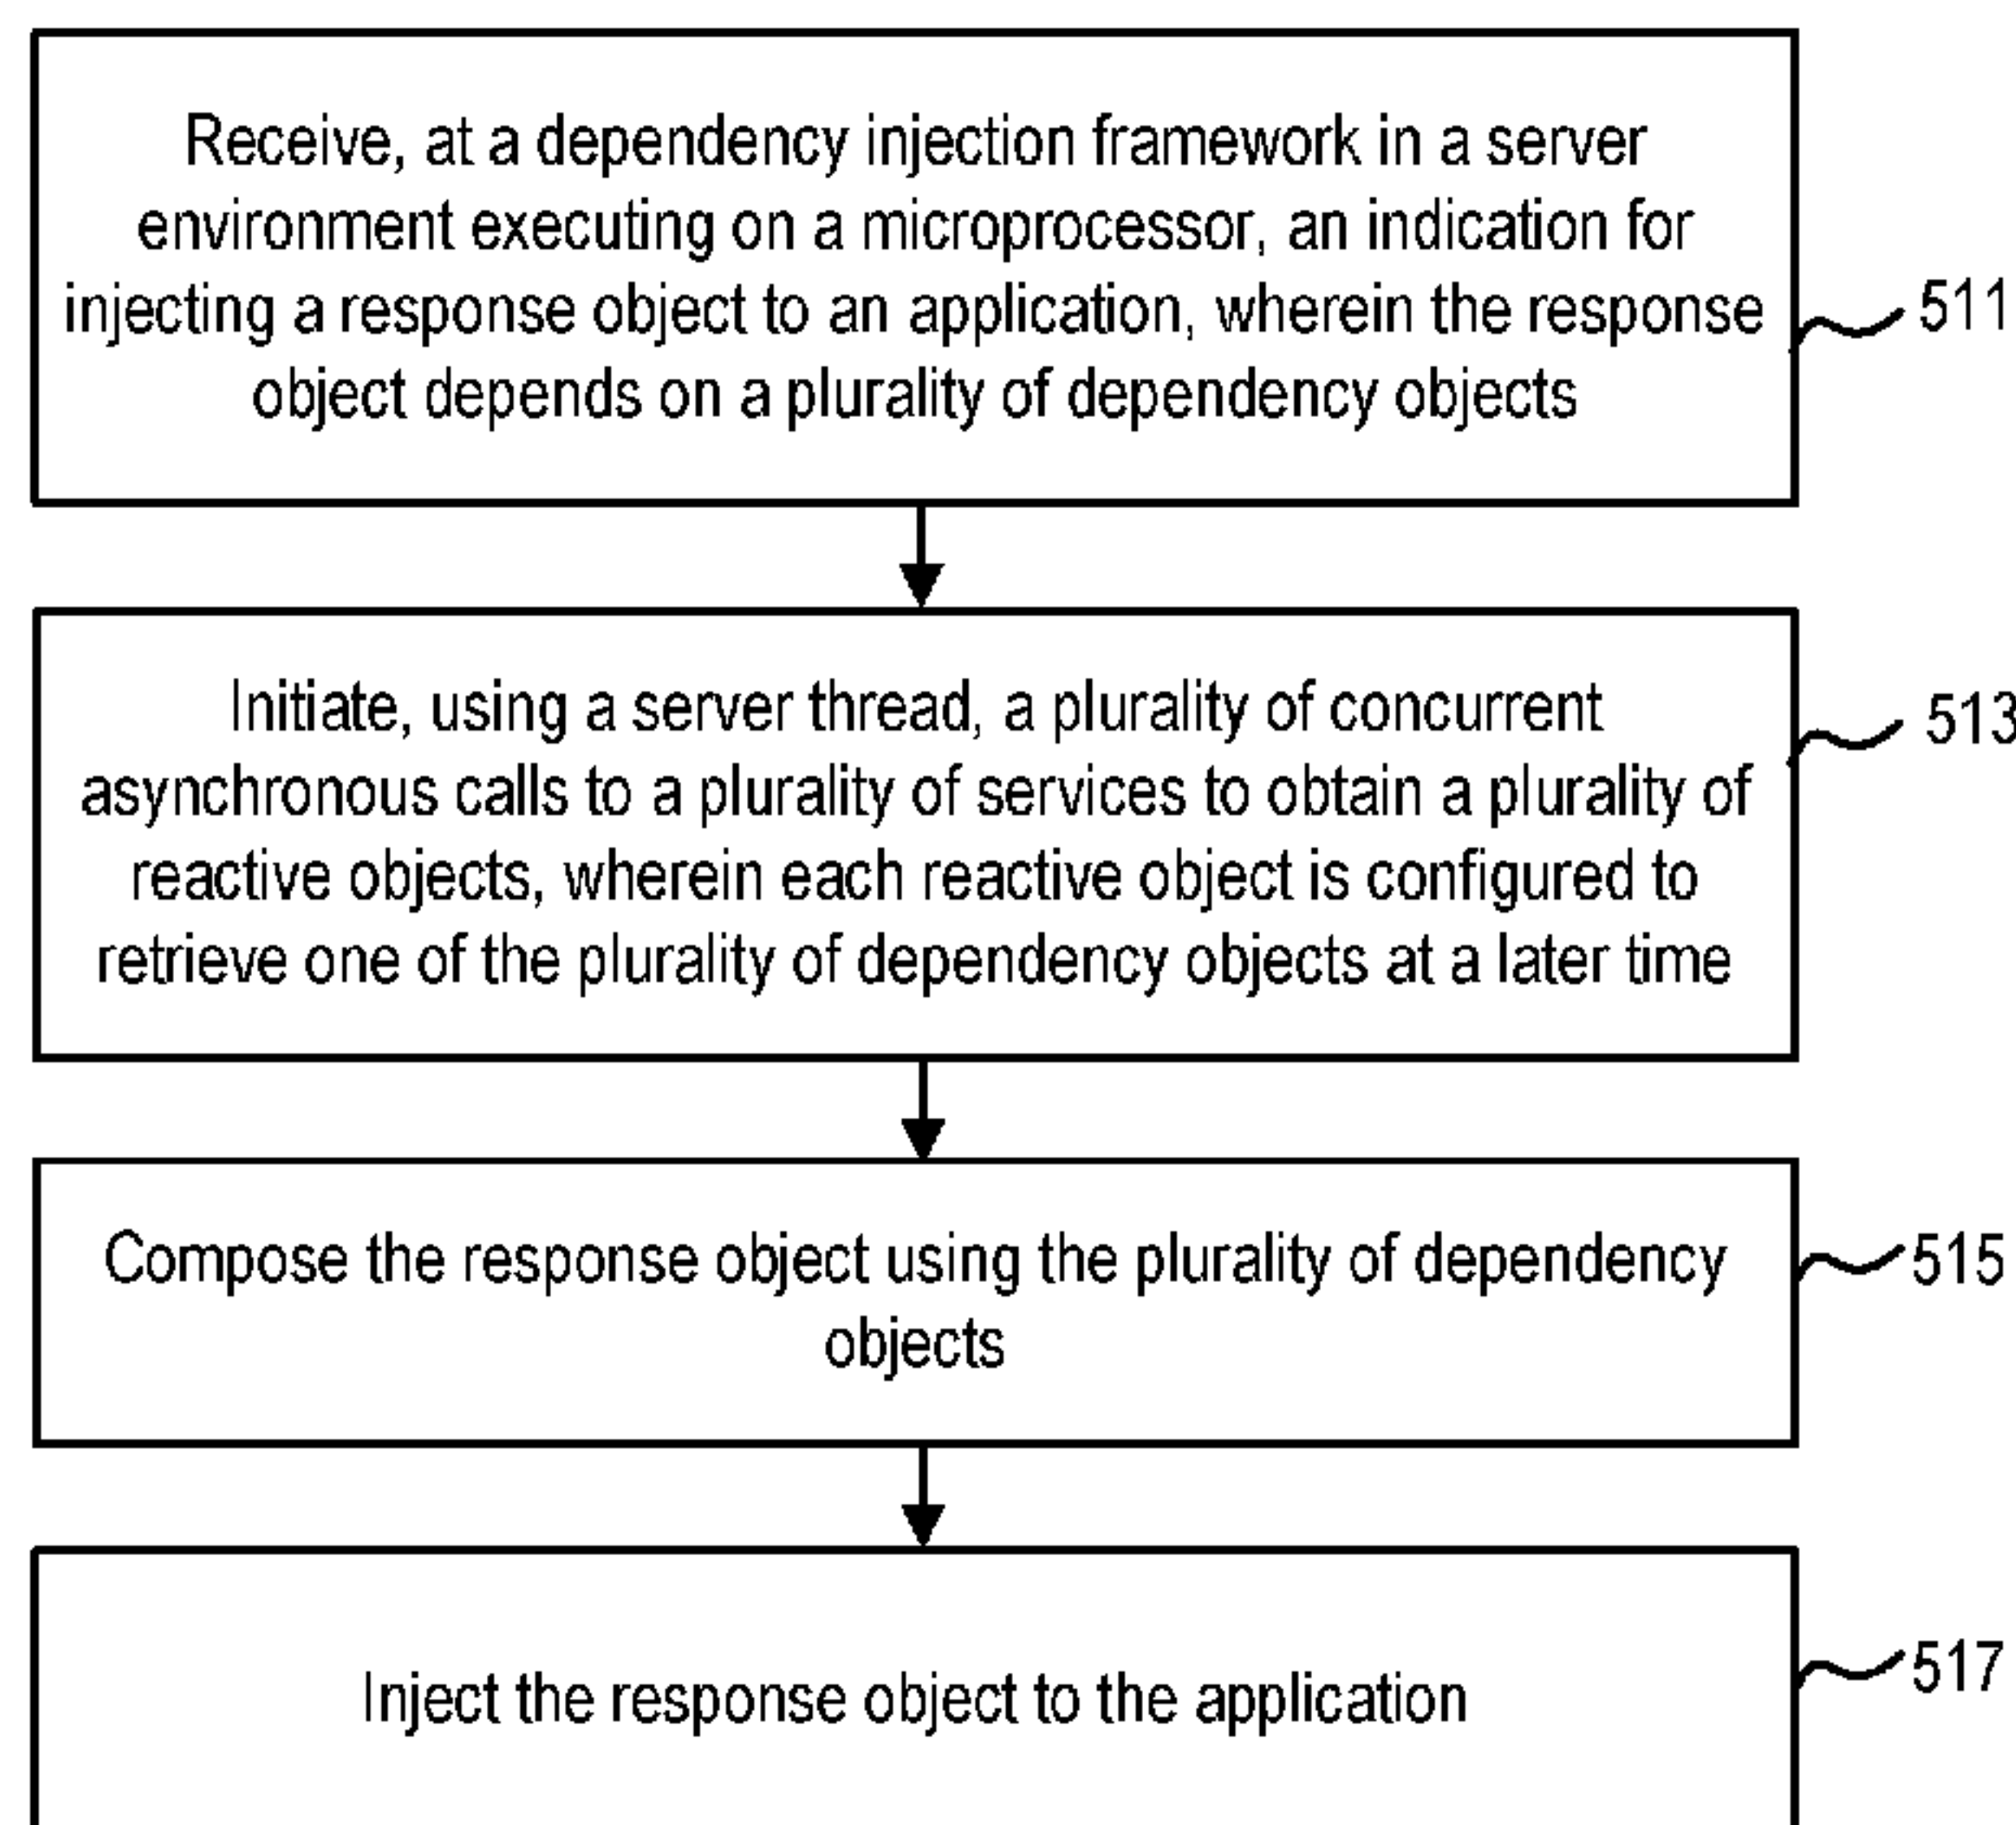 Receive, at a dependency injection framework in a server
environment executing on a microprocessor, an indication for
injecting a response object to an application, wherein the response
object depends on a plurality of dependency objects
511
Initiate, using a server thread, a plurality of concurrent
asynchronous calls to a plurality of services to obtain a plurality of
reactive objects, wherein each reactive object is configured to
retrieve one of the plurality of dependency objects at a later time
513
Compose the response object using the plurality of dependency
objects
515
Inject the response object to the application
517